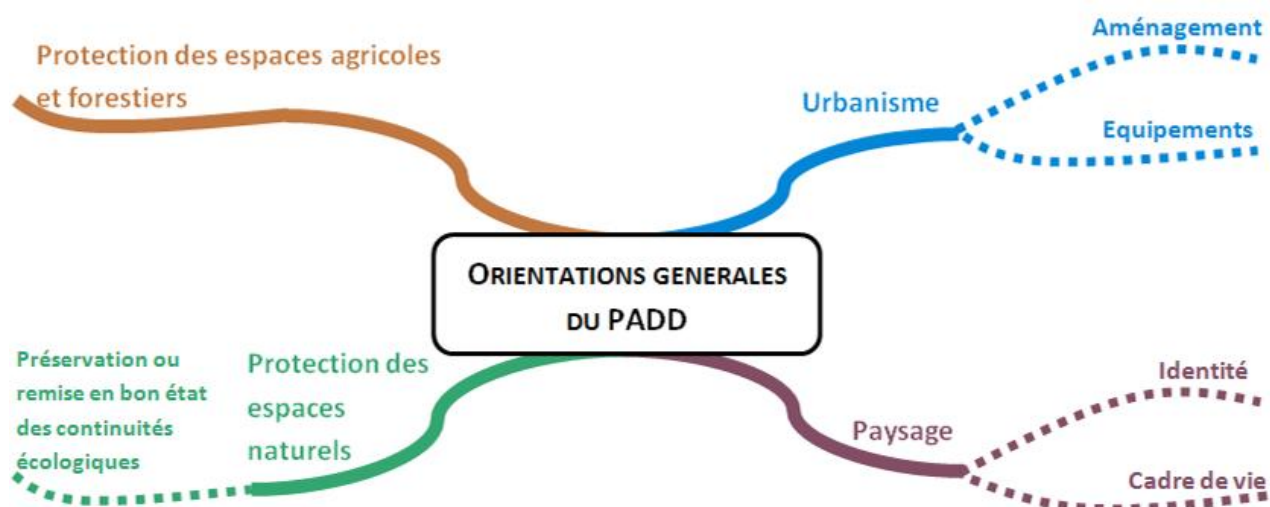 Protection des espaces agricoles
et forestiers
Urbanisme
Aménagement
Equipements
ORIENTATIONS GENERALES
DU PADD
Préservation ou
remise en bon état
des continuités
écologiques
Protection des
espaces
naturels
Paysage
Identité
Cadre de vie